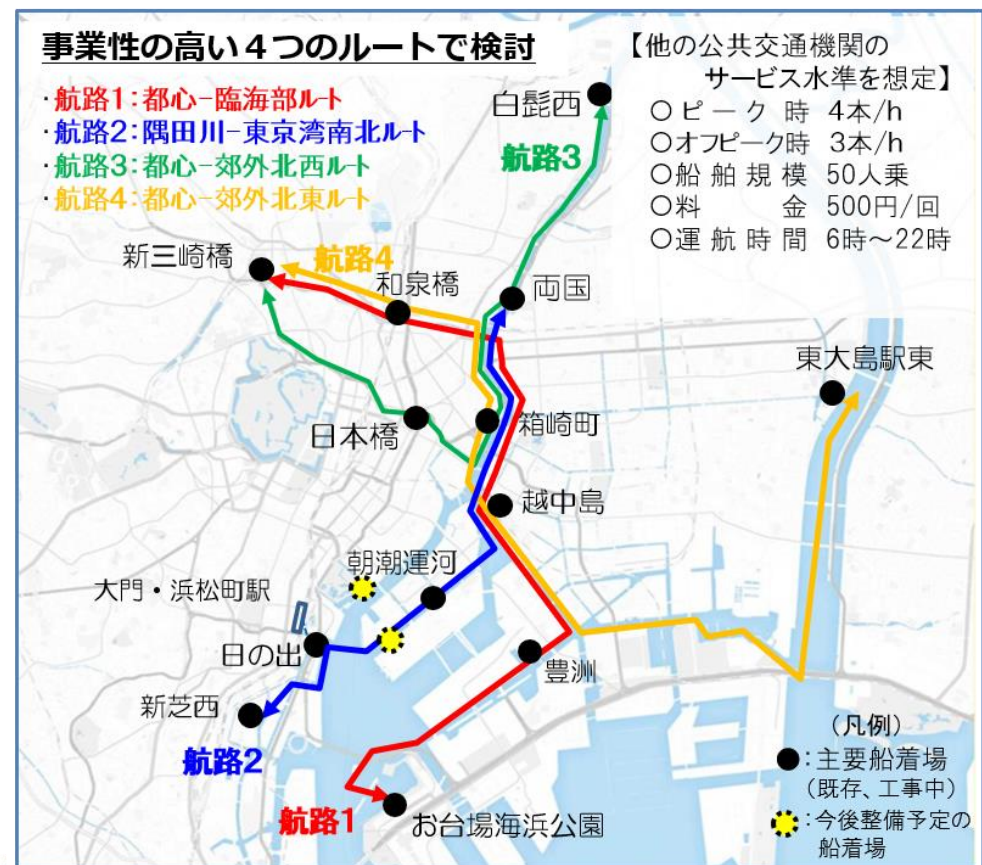 事業性の高い４つのルートで検討
・航路1：都心−臨海部ルート
・航路2：隅田川−東京湾南北ルート
・航路3：都心−郊外北西ルート
・航路4：都心−郊外北東ルート
【他の公共交通機関の
サービス水準を想定】
○ピーク時 4本/h
○オフピーク時 3本/h
○船舶規模 50人乗
○料金 500円/回
○運航時間 6時～22時
白髭西
航路3
新三崎橋
航路4
和泉橋
両国
東大島駅東
日本橋
箱崎町
越中島
朝潮運河
大門・浜松町駅
日の出
豊洲
新芝西
航路2
航路1
お台場海浜公園
（凡例）
●：主要船着場
（既存、工事中）
：今後整備予定の
船着場